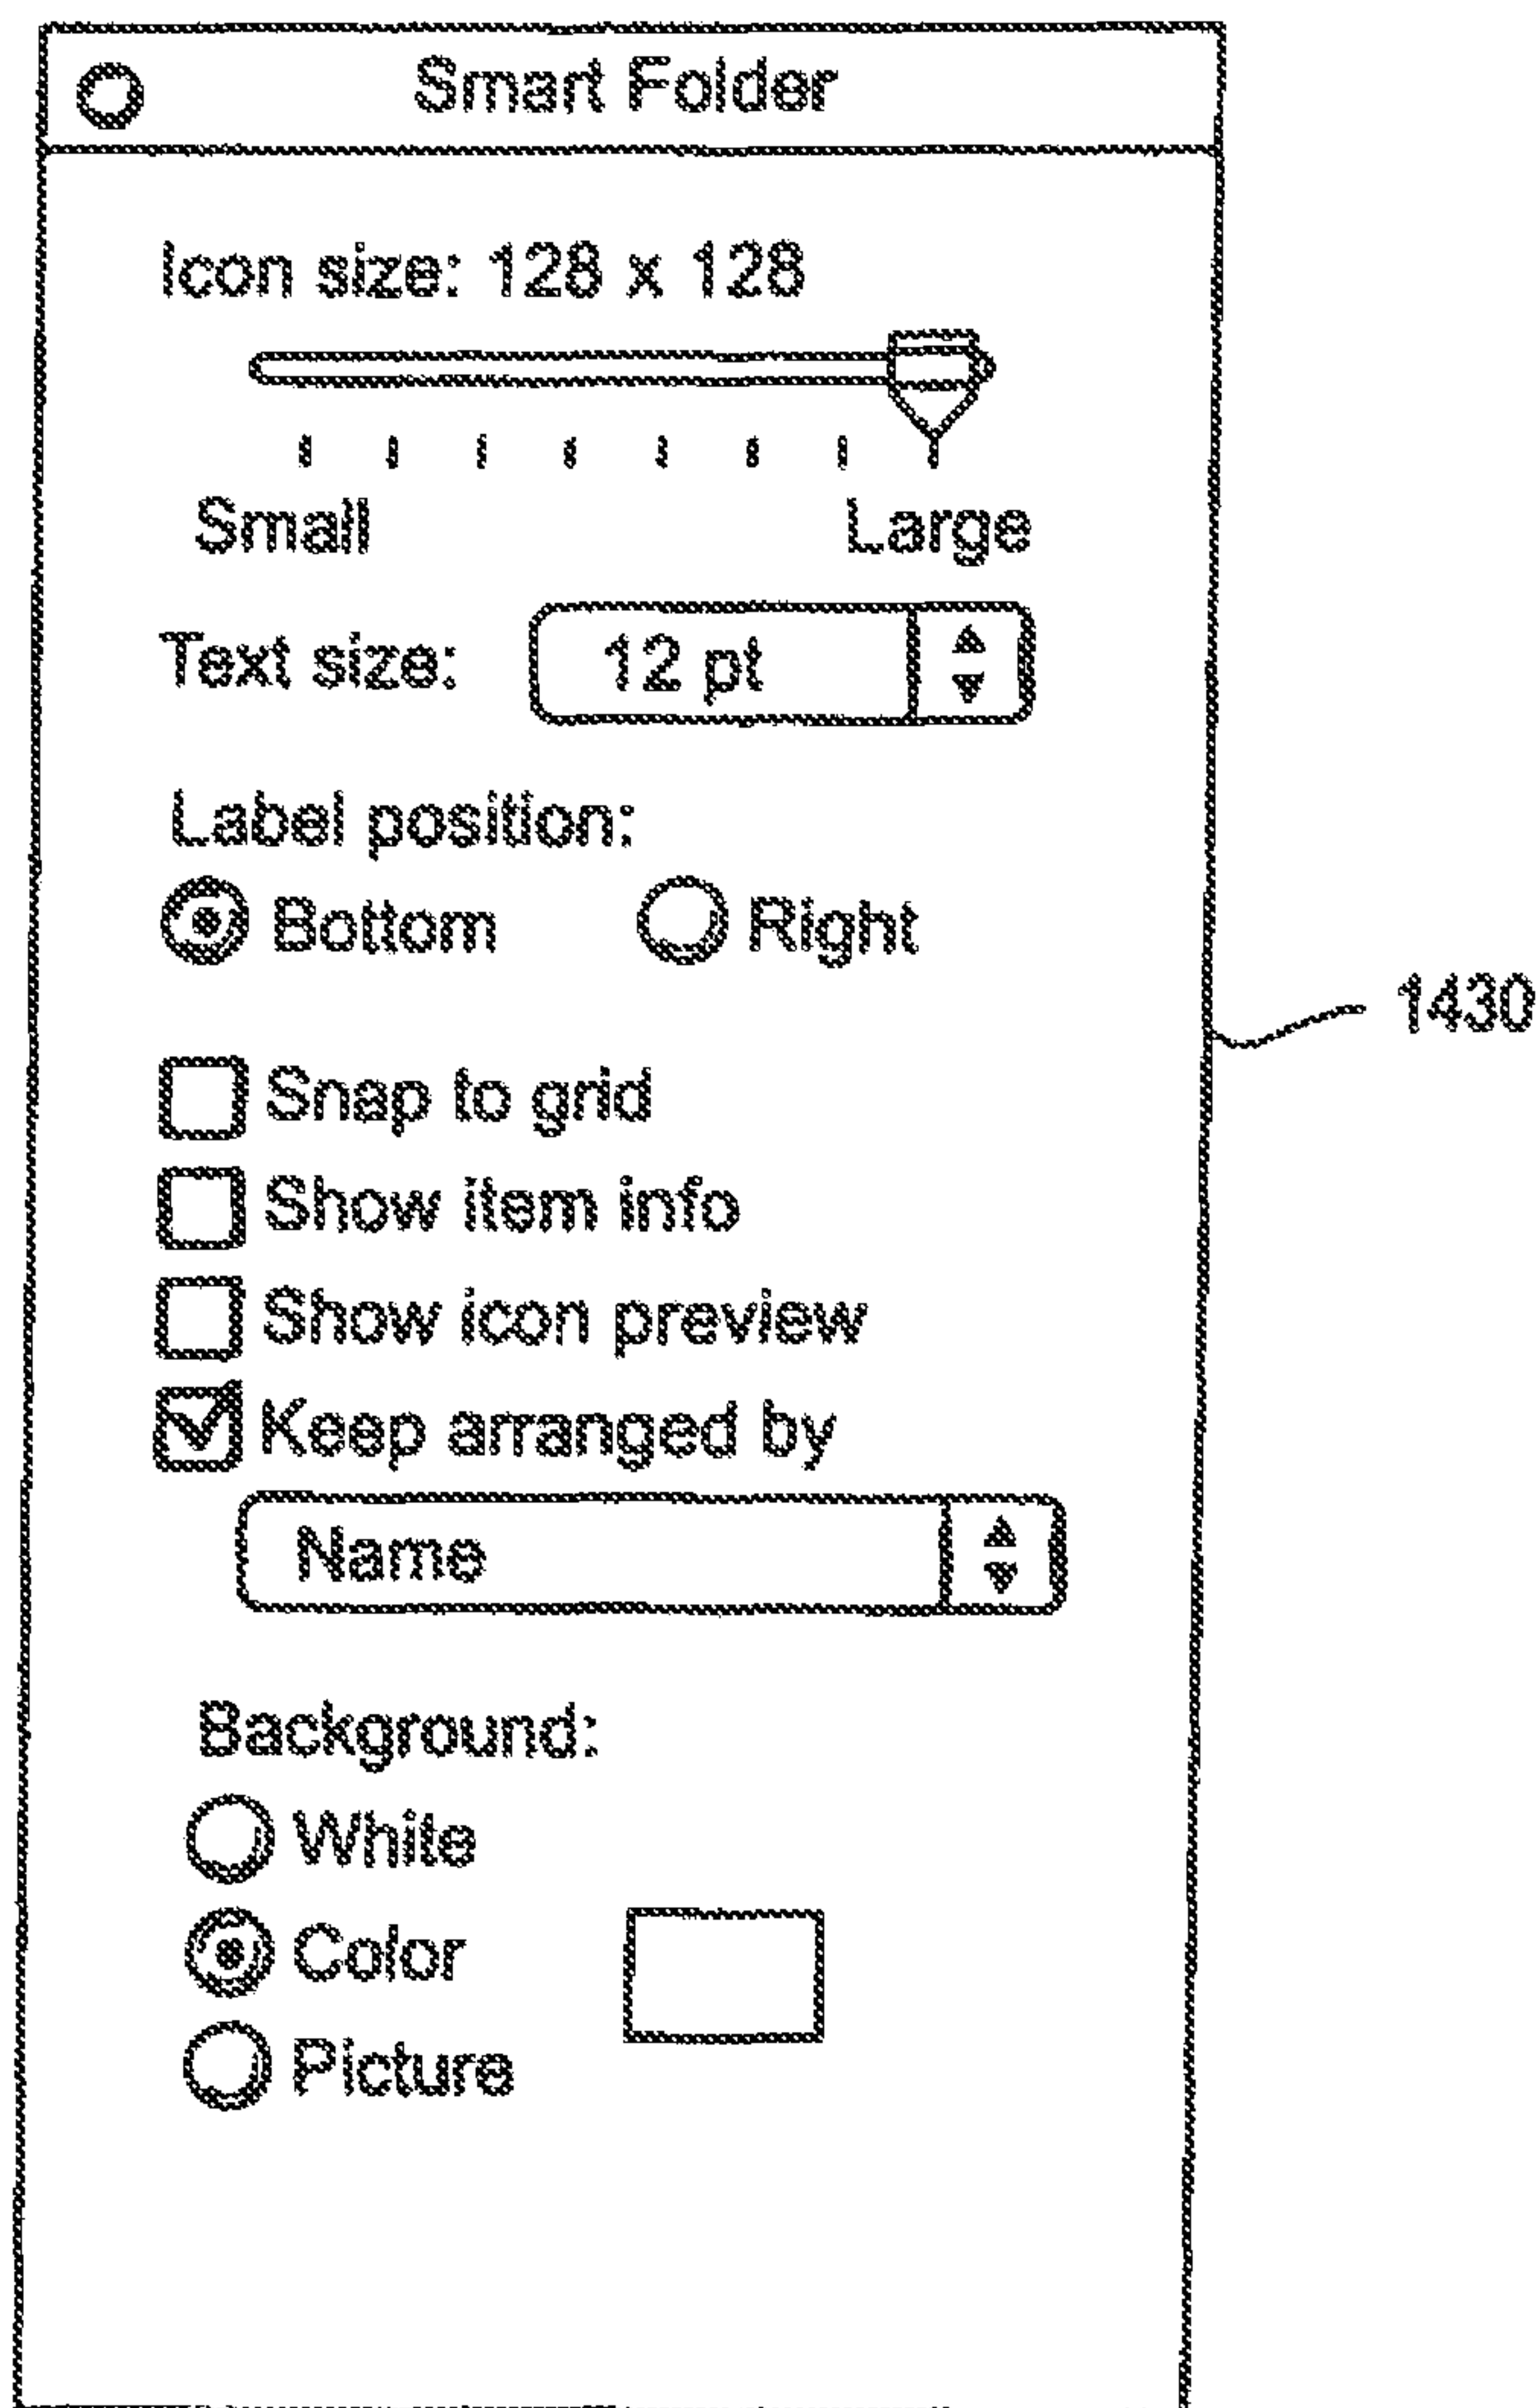 Smart Folder
Icon size: 128 x 128
Small Large
Text size: 12 pt
Label position:
Bottom Right
1430
Snap to grid
Show item info
Show icon preview
Keep arranged by
Name
Background:
White
Color
Picture